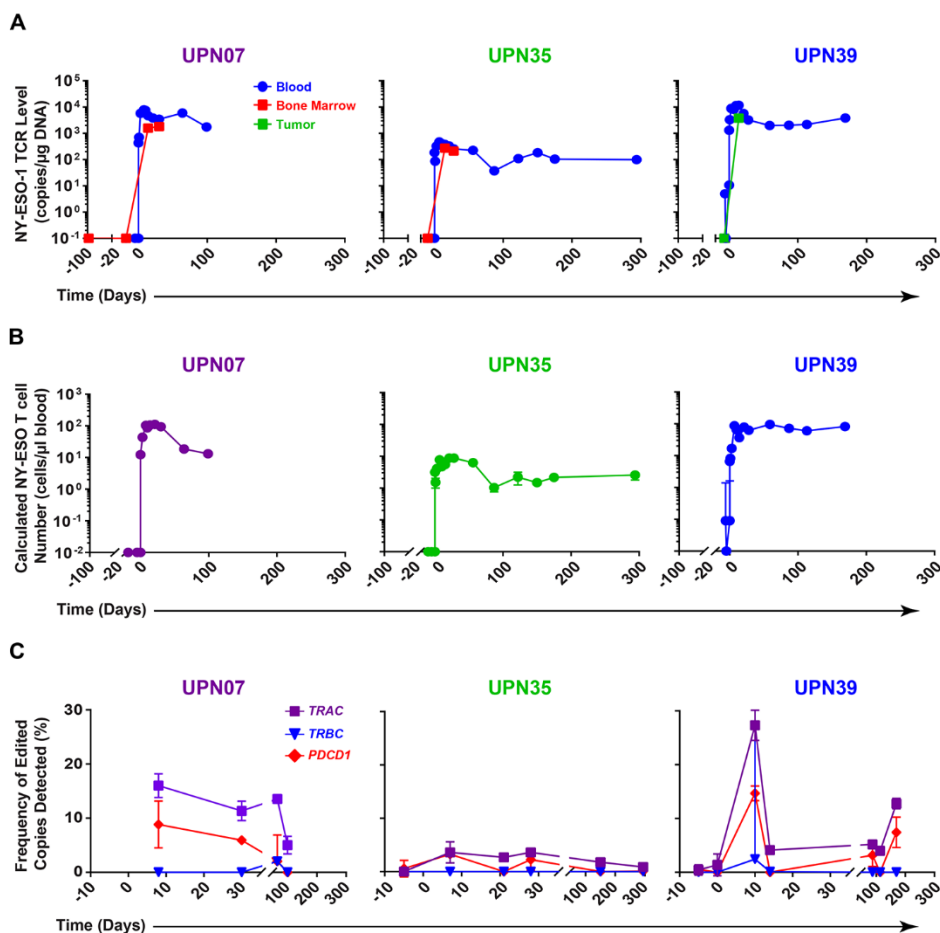 A
UPN07 UPN35 UPN39
NY-ESO-1 TCR Level
(copies/µg DNA)
10^5
10^4
10^3
10^2
10^1
10^0
10^-1
Blood
Bone Marrow
Tumor
-100 -20 0 100 200 300
-100 -20 0 100 200 300
-100 -20 0 100 200 300
Time (Days)
B
UPN07 UPN35 UPN39
Calculated NY-ESO T cell
Number (cells/µl blood)
10^3
10^2
10^1
10^0
10^-1
10^-2
-100 -20 0 100 200 300
-100 -20 0 100 200 300
-100 -20 0 100 200 300
Time (Days)
C
UPN07 UPN35 UPN39
Frequency of Edited
Copies Detected (%)
30
20
10
0
TRAC
TRBC
PDCD1
-10 0 10 20 30 100 200 300
-10 0 10 20 30 100 200 300
-10 0 10 20 30 100 200 300
Time (Days)